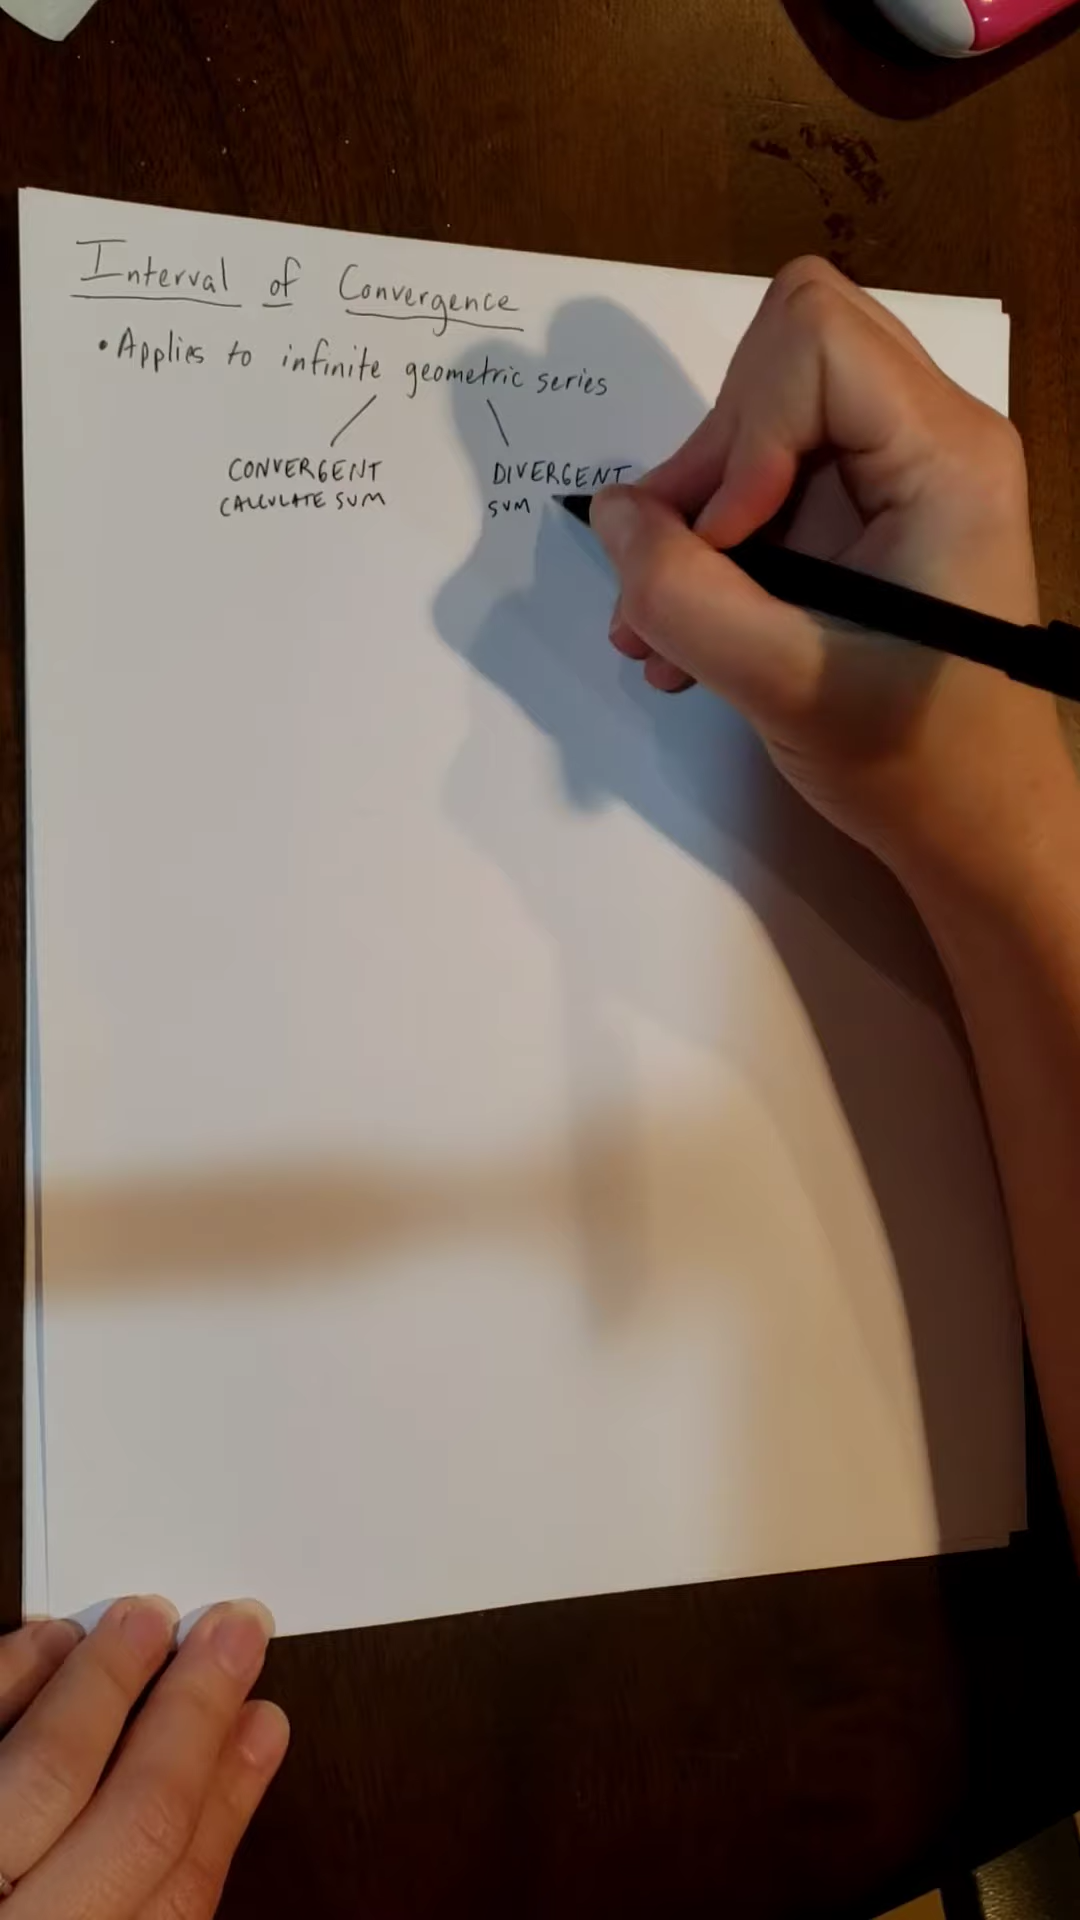 Interval of Convergence
• Applies to infinite geometric series
CONVERGENT DIVERGENT
CALCULATE SUM SUM